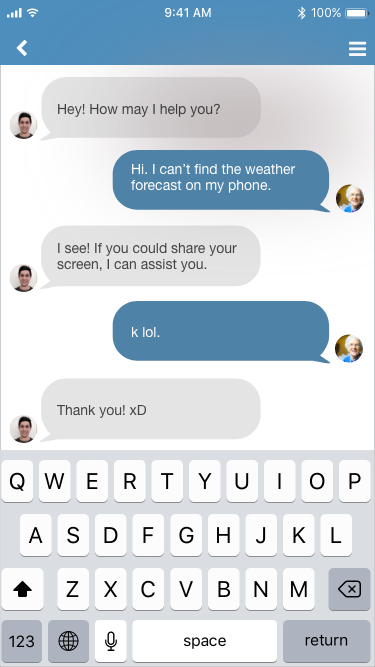 9:41 AM 100%
Hey! How may I help you?
Hi. I can't find the weather
forecast on my phone.
I see! If you could share your
screen, I can assist you.
k lol.
Thank you! xD
Q W E R T Y U I O P
A S D F G H J K L
Z X C V B N M
123 space return